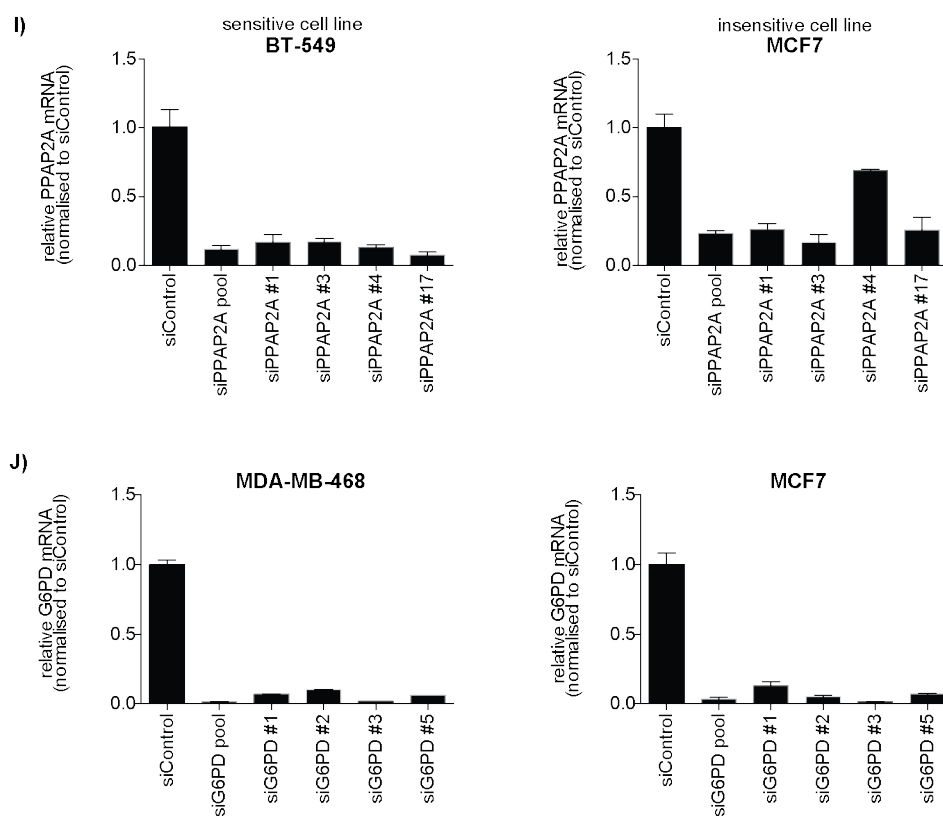 I)
sensitive cell line
BT-549
relative PPAP2A mRNA
(normalised to siControl)
1.5
1.0
0.5
0.0
siControl
siPPAP2A pool
siPPAP2A #1
siPPAP2A #3
siPPAP2A #4
siPPAP2A #17
insensitive cell line
MCF7
relative PPAP2A mRNA
(normalised to siControl)
1.5
1.0
0.5
0.0
siControl
siPPAP2A pool
siPPAP2A #1
siPPAP2A #3
siPPAP2A #4
siPPAP2A #17
J)
MDA-MB-468
relative G6PD mRNA
(normalised to siControl)
1.5
1.0
0.5
0.0
siControl
siG6PD pool
siG6PD #1
siG6PD #2
siG6PD #3
siG6PD #5
MCF7
relative G6PD mRNA
(normalised to siControl)
1.5
1.0
0.5
0.0
siControl
siG6PD pool
siG6PD #1
siG6PD #2
siG6PD #3
siG6PD #5